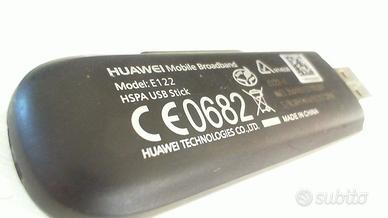 HUAWEI Mobile Broadband
Model: E122
HSPA USB Stick
CE0682
HUAWEI TECHNOLOGIES CO.,LTD.
MADE IN CHINA
subito